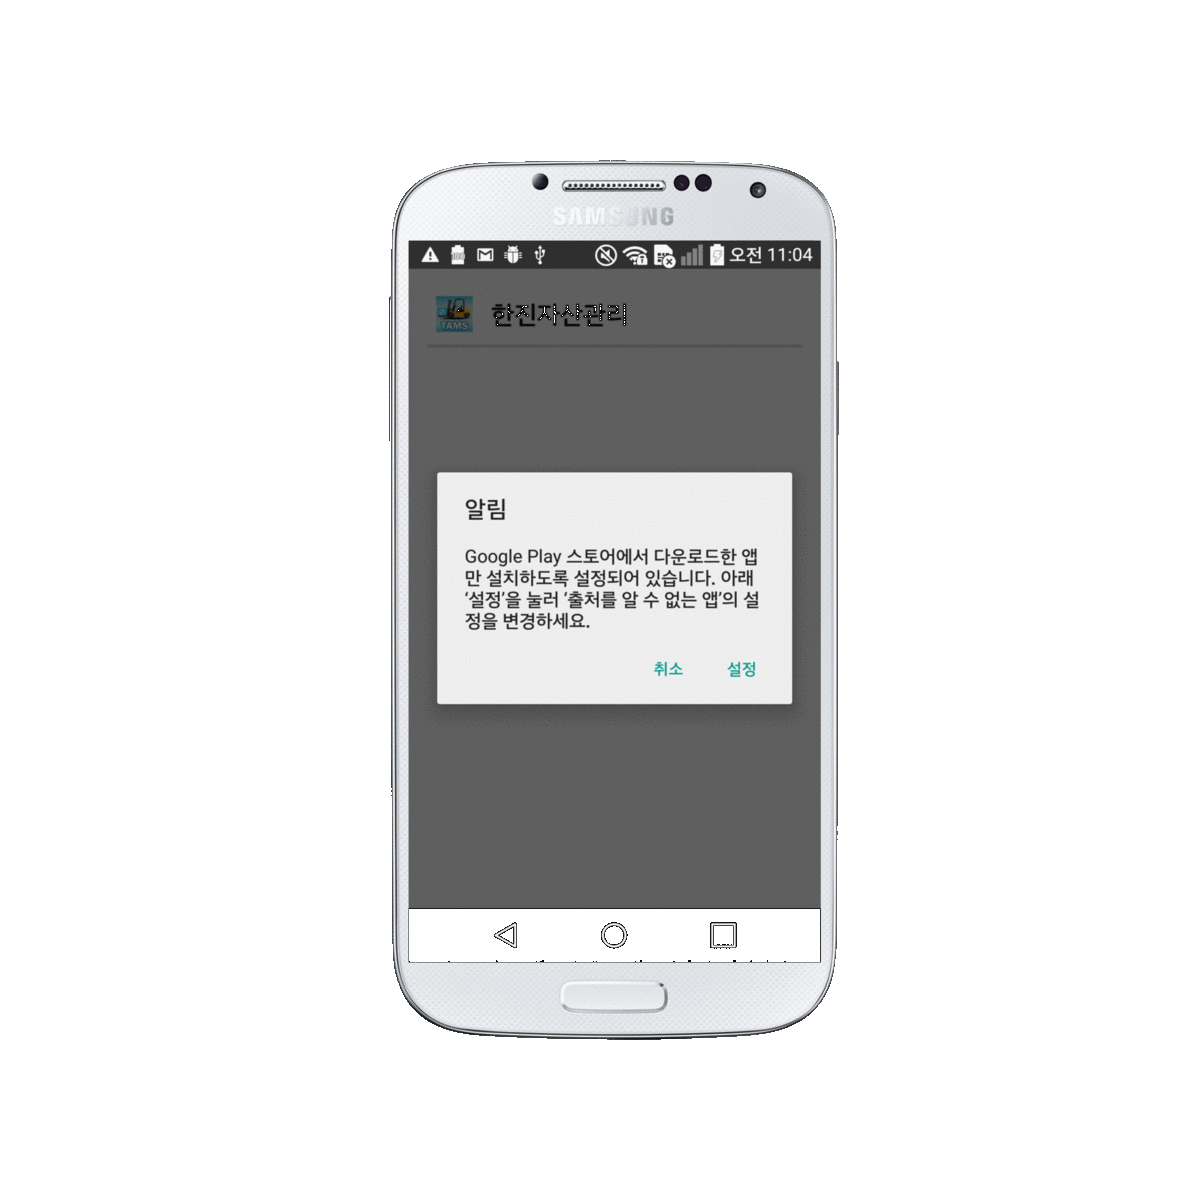 SAMSUNG
오전 11:04
TAMS
한진자산관리
알림
Google Play 스토어에서 다운로드한 앱
만 설치하도록 설정되어 있습니다. 아래
‘설정’을 눌러 ‘출처를 알 수 없는 앱’의 설
정을 변경하세요.
취소 설정